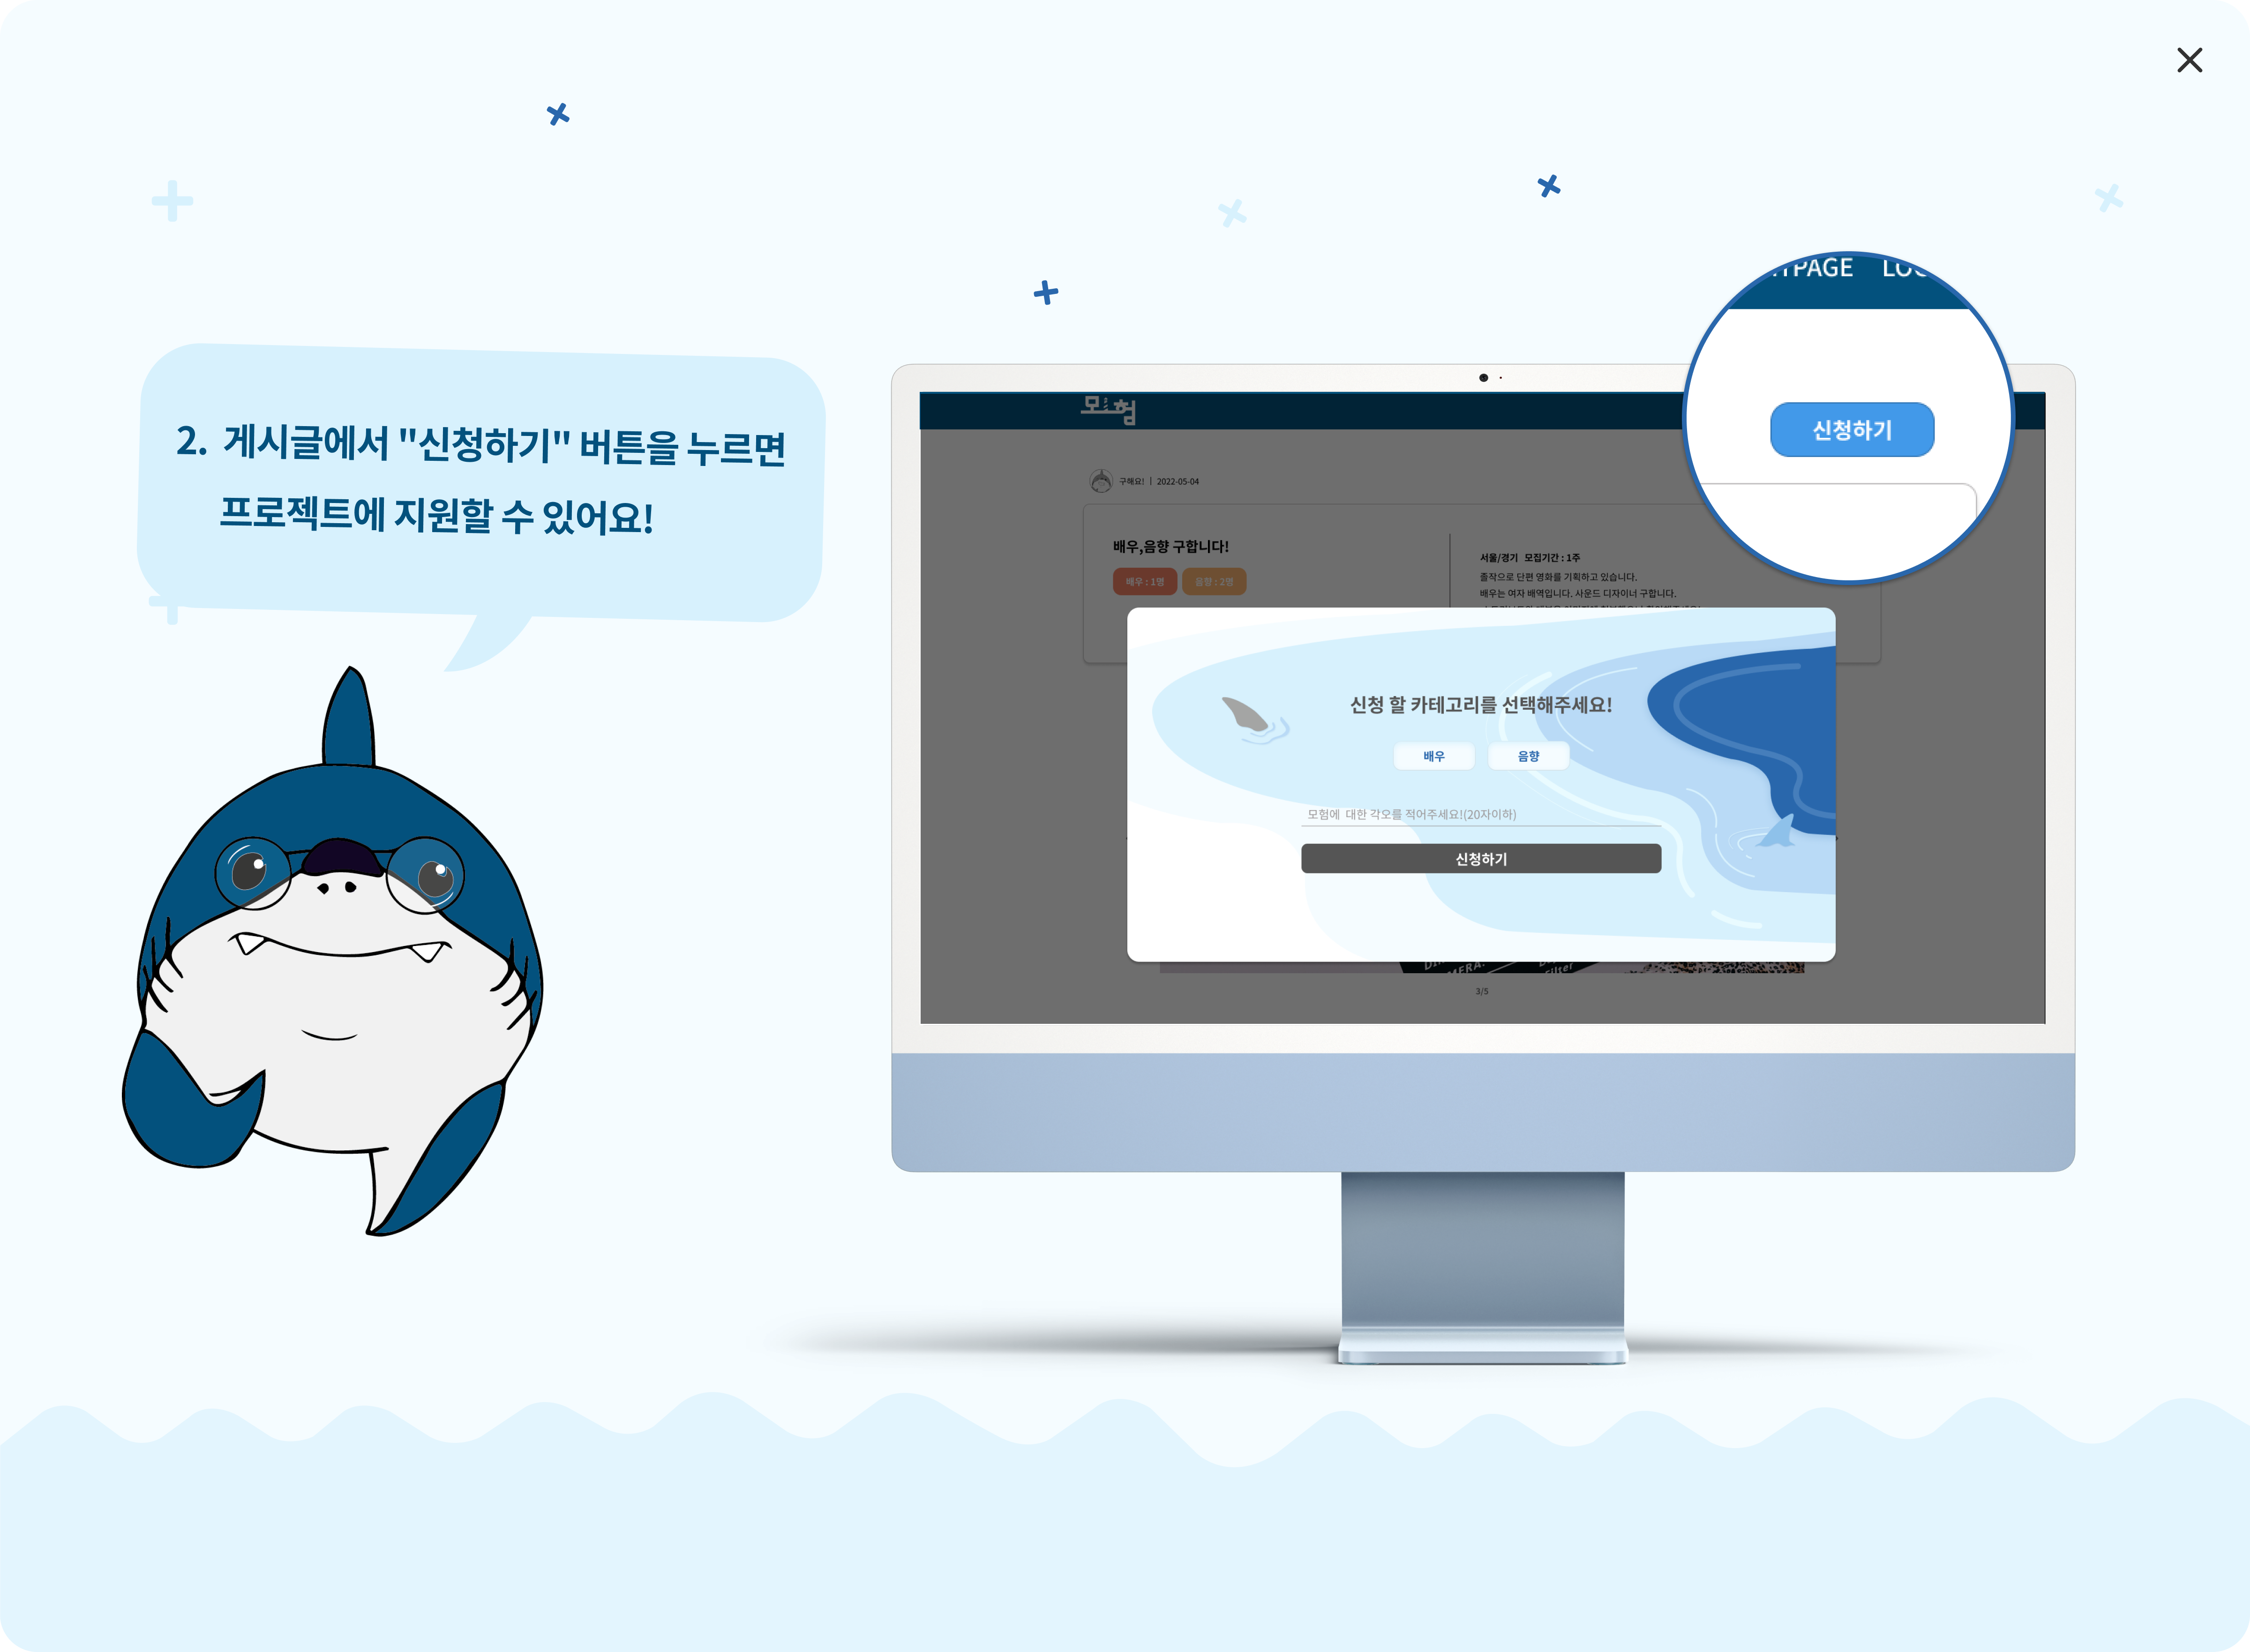 2. 게시글에서 "신청하기" 버튼을 누르면
프로젝트에 지원할 수 있어요!
모험
구해요! | 2022-05-04
배우,음향 구합니다!
배우 : 1명 음향 : 2명
서울/경기 모집기간 : 1주
졸작으로 단편 영화를 기획하고 있습니다.
배우는 여자 배역입니다. 사운드 디자이너 구합니다.
신청 할 카테고리를 선택해주세요!
배우 음향
모험에 대한 각오를 적어주세요!(20자이하)
신청하기
3/5
YPAGE LOG
신청하기